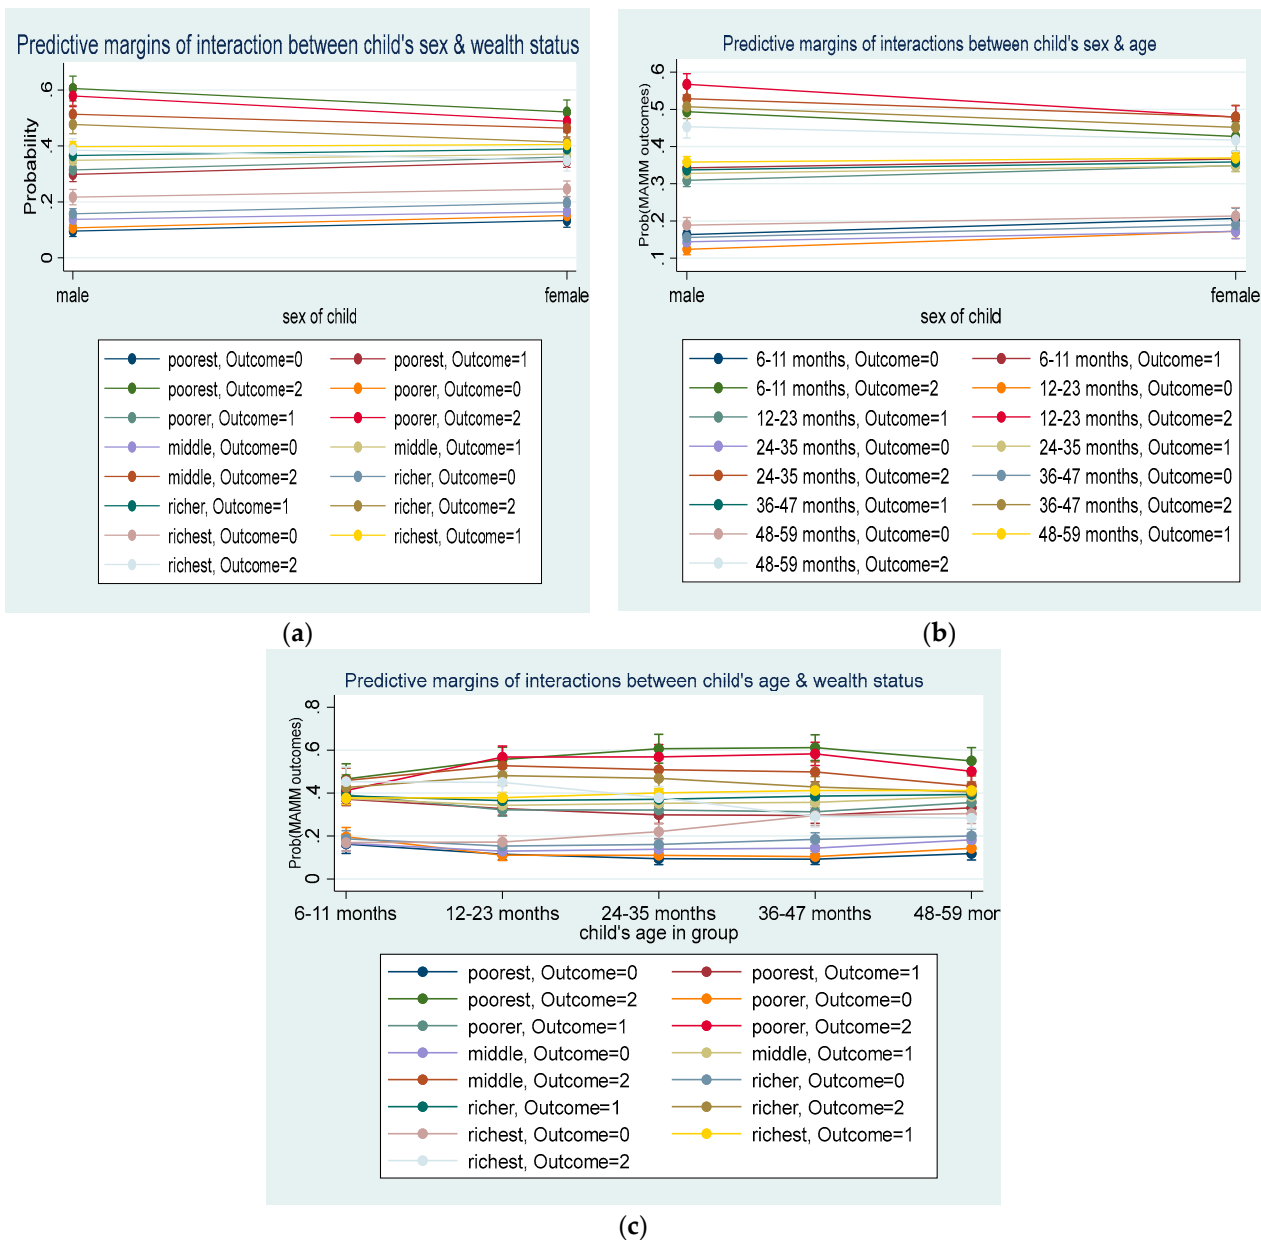 Predictive margins of interaction between child's sex & wealth status
Probability
.6
.4
.2
0
male
female
sex of child
poorest, Outcome=0
poorest, Outcome=1
poorest, Outcome=2
poorer, Outcome=0
poorer, Outcome=1
poorer, Outcome=2
middle, Outcome=0
middle, Outcome=1
middle, Outcome=2
richer, Outcome=0
richer, Outcome=1
richer, Outcome=2
richest, Outcome=0
richest, Outcome=1
richest, Outcome=2
(a)
Predictive margins of interactions between child's sex & age
Prob(MAMM outcomes)
.6
.5
.4
.3
.2
.1
male
female
sex of child
6-11 months, Outcome=0
6-11 months, Outcome=1
6-11 months, Outcome=2
12-23 months, Outcome=0
12-23 months, Outcome=1
12-23 months, Outcome=2
24-35 months, Outcome=0
24-35 months, Outcome=1
24-35 months, Outcome=2
36-47 months, Outcome=0
36-47 months, Outcome=1
36-47 months, Outcome=2
48-59 months, Outcome=0
48-59 months, Outcome=1
48-59 months, Outcome=2
(b)
Predictive margins of interactions between child's age & wealth status
Prob(MAMM outcomes)
.8
.6
.4
.2
0
6-11 months
12-23 months
24-35 months
36-47 months
48-59 mor
child's age in group
poorest, Outcome=0
poorest, Outcome=1
poorest, Outcome=2
poorer, Outcome=0
poorer, Outcome=1
poorer, Outcome=2
middle, Outcome=0
middle, Outcome=1
middle, Outcome=2
richer, Outcome=0
richer, Outcome=1
richer, Outcome=2
richest, Outcome=0
richest, Outcome=1
richest, Outcome=2
(c)